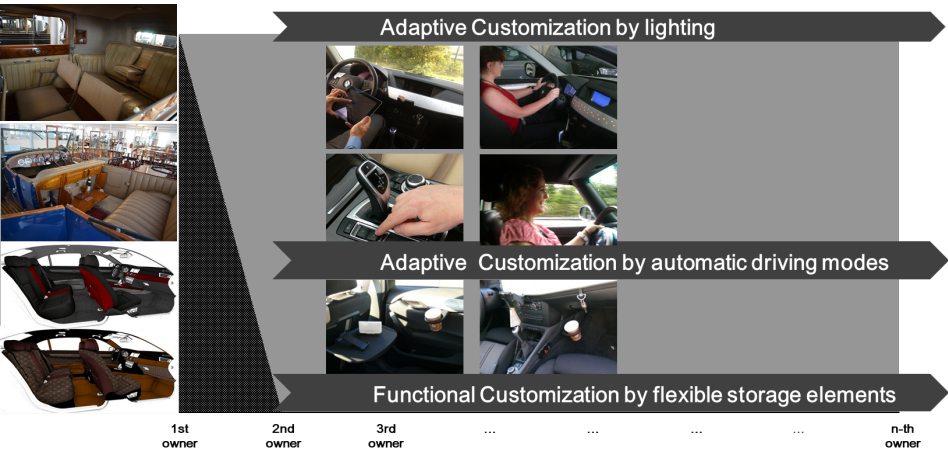 Adaptive Customization by lighting
Adaptive Customization by automatic driving modes
Functional Customization by flexible storage elements
1st owner
2nd owner
3rd owner
...
...
...
...
n-th owner